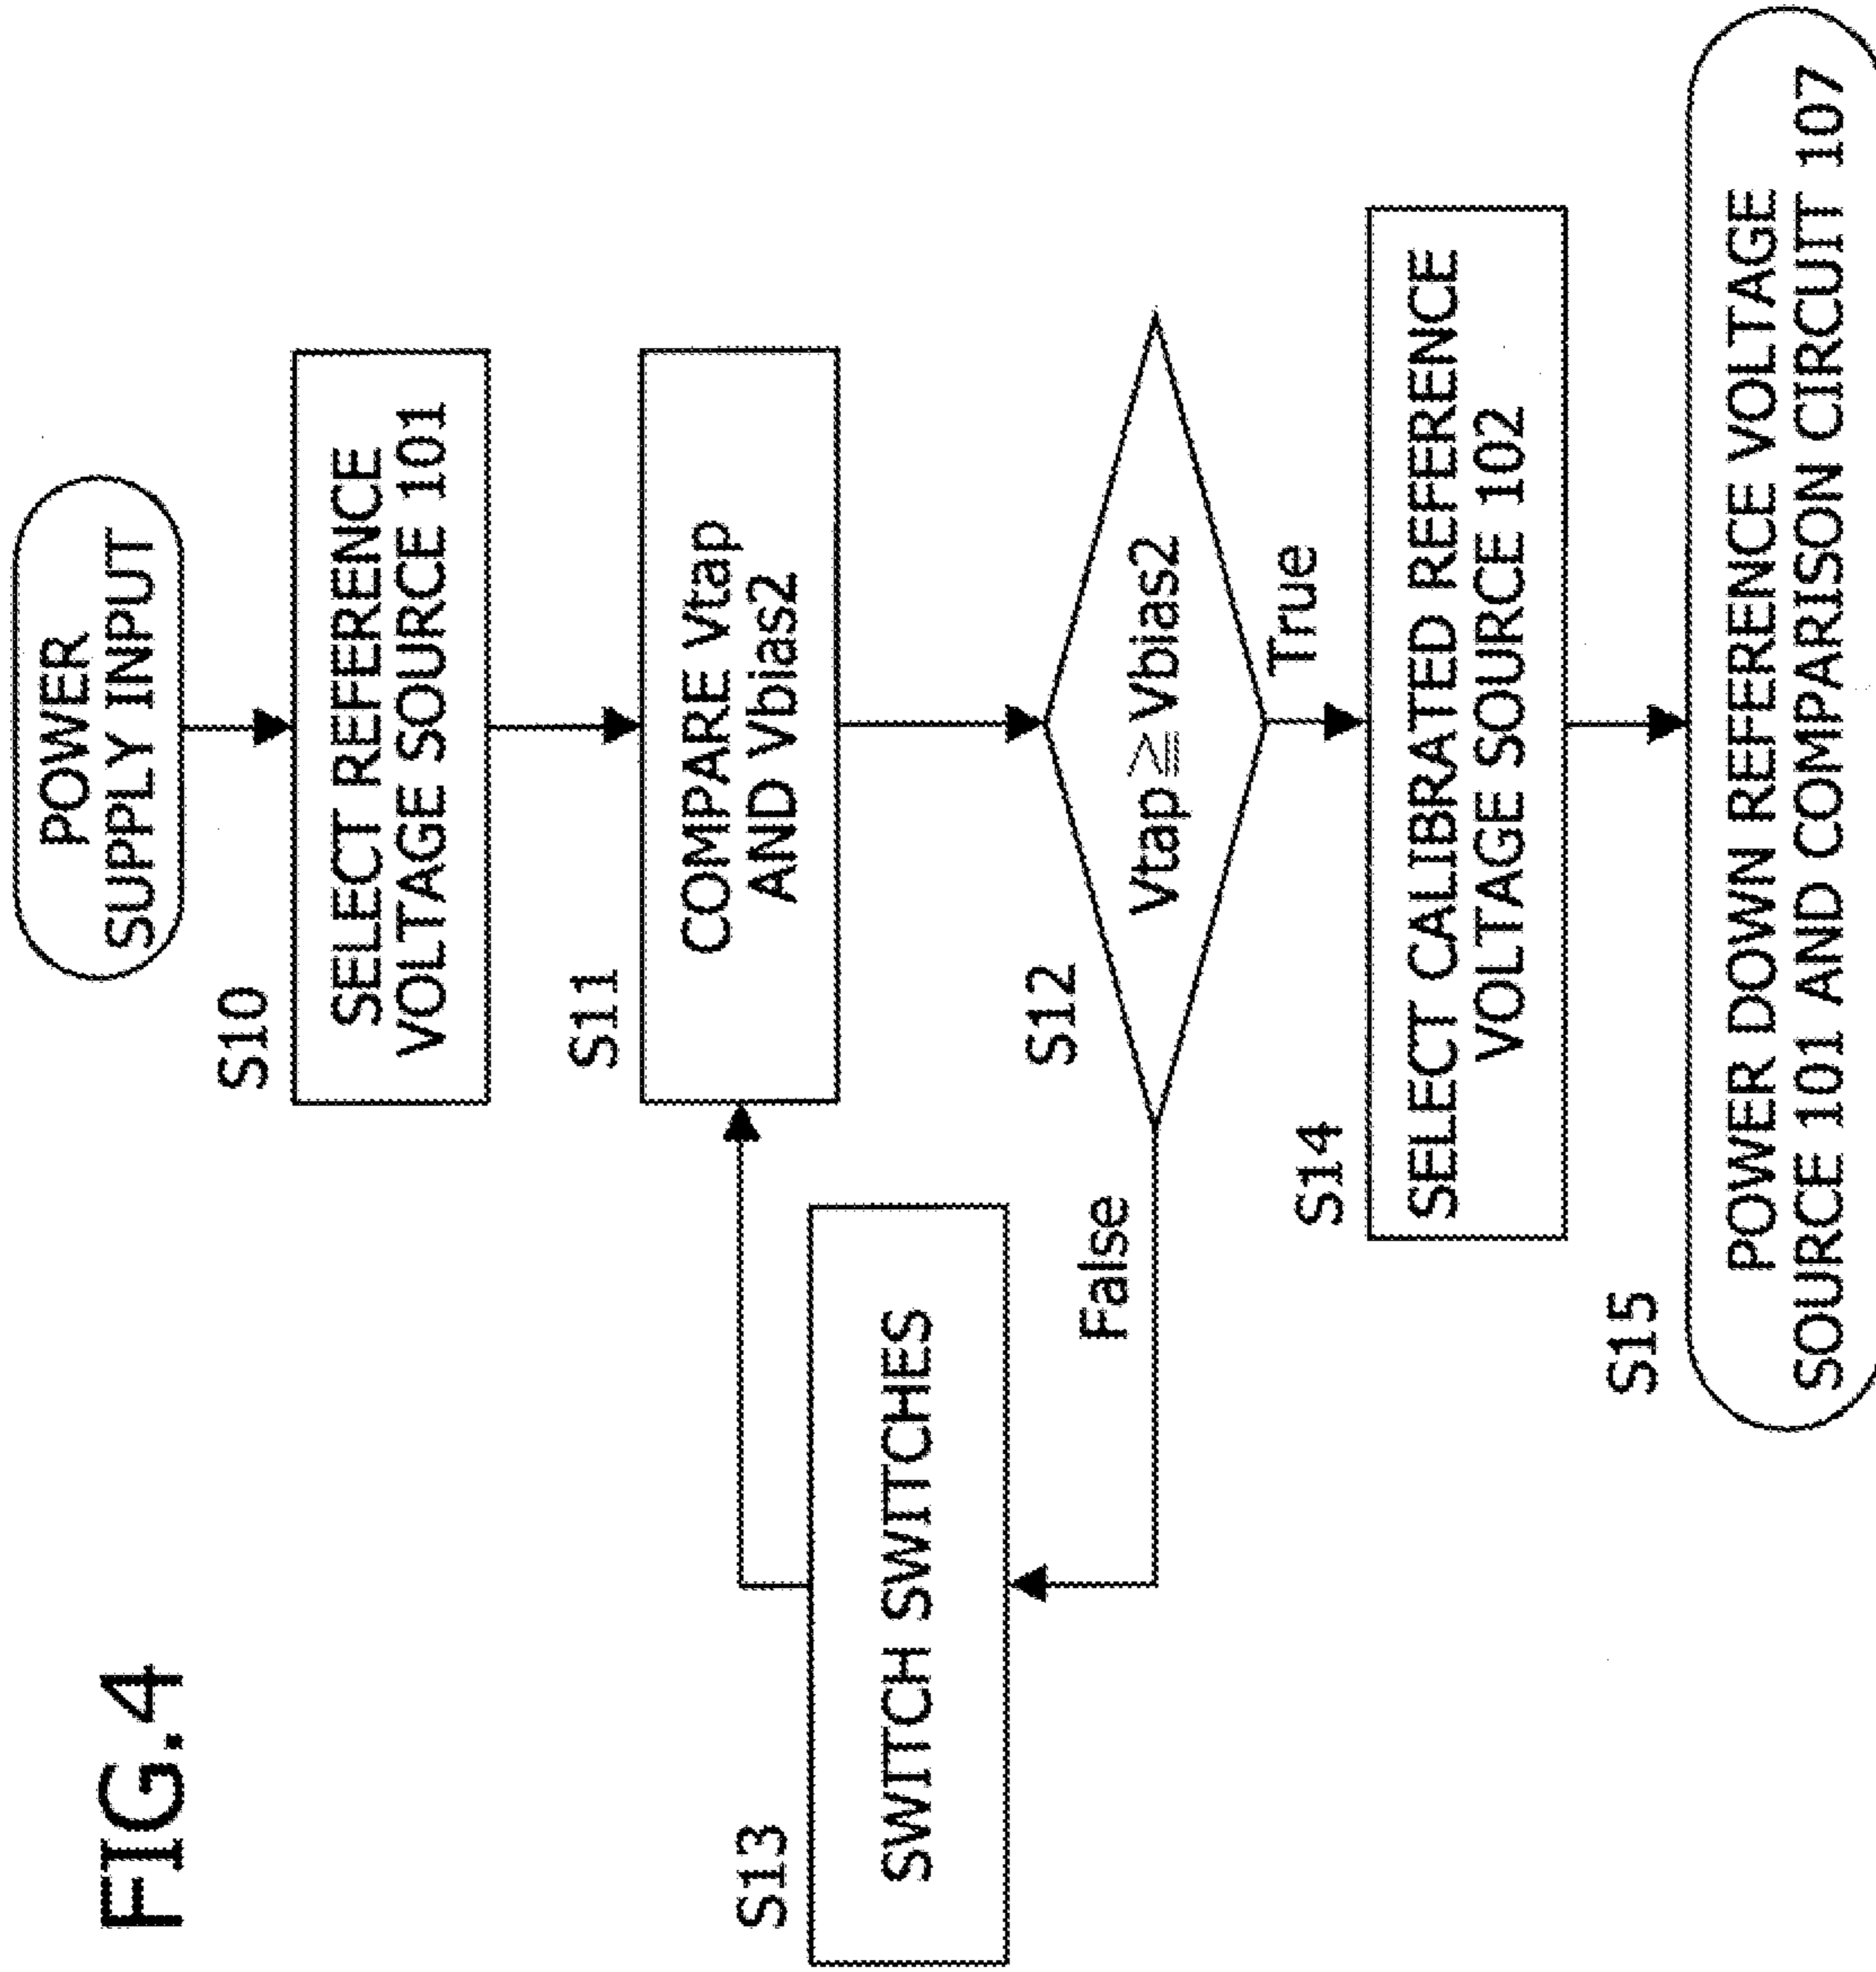 FIG.4
POWER
SUPPLY INPUT
S10
SELECT REFERENCE
VOLTAGE SOURCE 101
S11
COMPARE Vtap
AND Vbias2
S12
Vtap≧Vbias2
False
True
S13
SWITCH SWITCHES
S14
SELECT CALIBRATED REFERENCE
VOLTAGE SOURCE 102
S15
POWER DOWN REFERENCE VOLTAGE
SOURCE 101 AND COMPARISON CIRCUIT 107